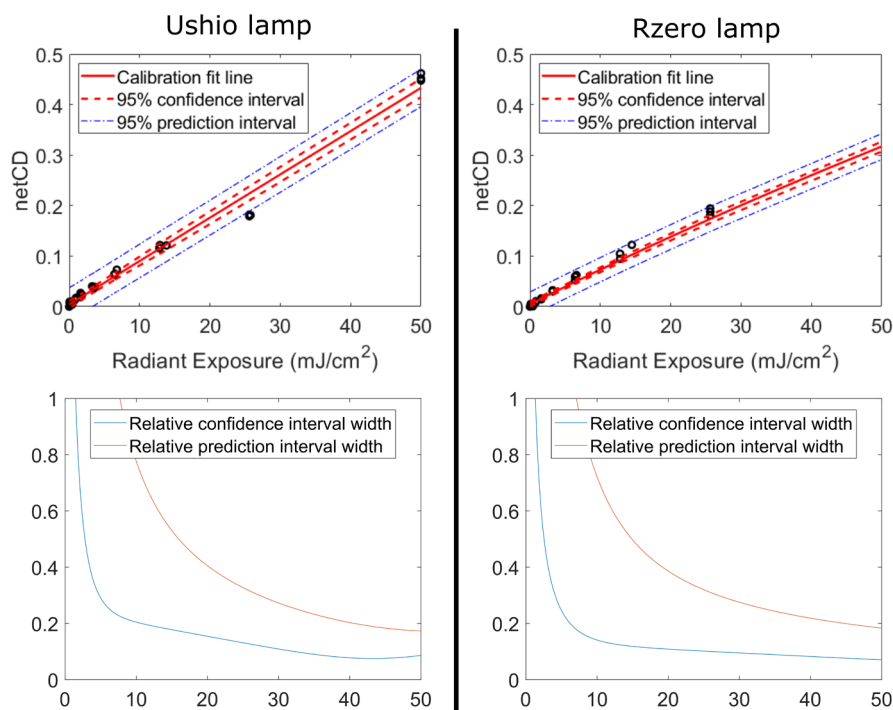 Ushio lamp
Rzero lamp
0.5
0.4
0.3
0.2
0.1
0
netCD
Calibration fit line
95% confidence interval
95% prediction interval
0 10 20 30 40 50
Radiant Exposure (mJ/cm²)
0.5
0.4
0.3
0.2
0.1
0
netCD
Calibration fit line
95% confidence interval
95% prediction interval
0 10 20 30 40 50
Radiant Exposure (mJ/cm²)
1
0.8
0.6
0.4
0.2
0
Relative confidence interval width
Relative prediction interval width
0 10 20 30 40 50
1
0.8
0.6
0.4
0.2
0
Relative confidence interval width
Relative prediction interval width
0 10 20 30 40 50